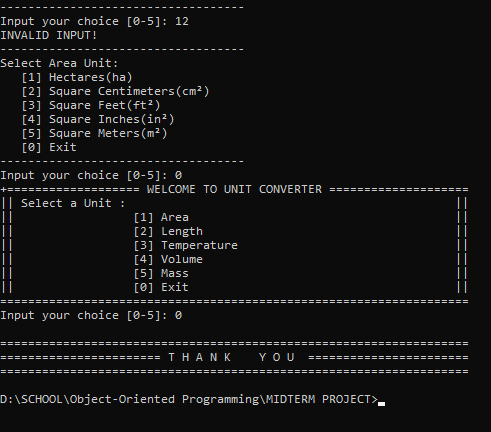 -----------------------------------
Input your choice [0-5]: 12
INVALID INPUT!
-----------------------------------
Select Area Unit:
   [1] Hectares(ha)
   [2] Square Centimeters(cm²)
   [3] Square Feet(ft²)
   [4] Square Inches(in²)
   [5] Square Meters(m²)
   [0] Exit
-----------------------------------
Input your choice [0-5]: 0
+=================== WELCOME TO UNIT CONVERTER ====================
|| Select a Unit :                                               ||
||                 [1] Area                                      ||
||                 [2] Length                                    ||
||                 [3] Temperature                               ||
||                 [4] Volume                                    ||
||                 [5] Mass                                      ||
||                 [0] Exit                                      ||
===================================================================
Input your choice [0-5]: 0

===================================================================
======================= T H A N K    Y O U =======================
===================================================================

D:\SCHOOL\Object-Oriented Programming\MIDTERM PROJECT>